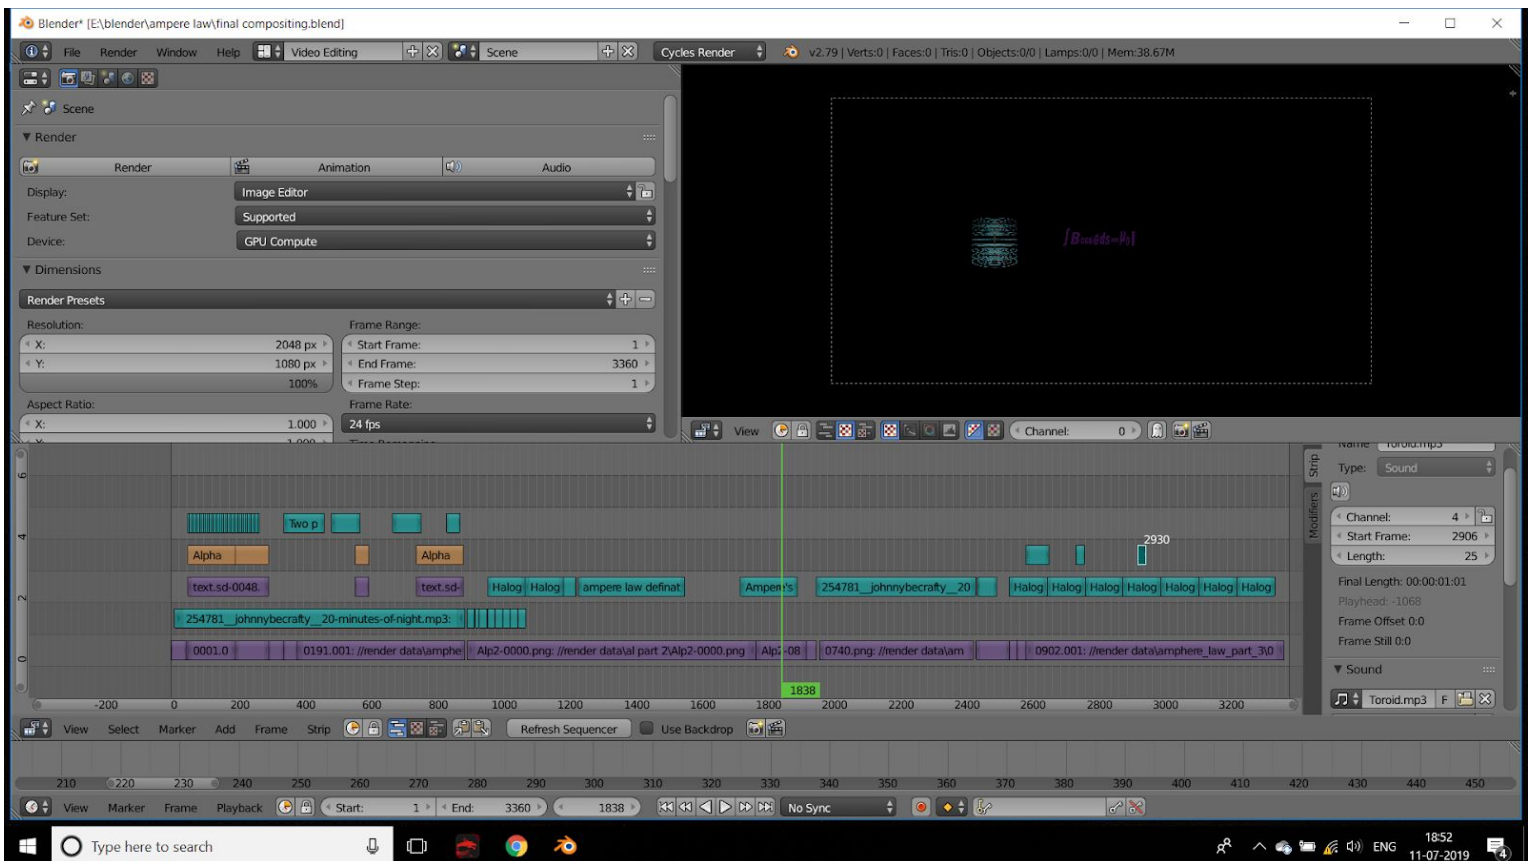 Blender* [E:\blender\ampere law\final compositing.blend]
File Render Window Help Video Editing Scene Cycles Render v2.79 | Verts:0 | Faces:0 | Tris:0 | Objects:0/0 | Lamps:0/0 | Mem:38.67M
Scene
Render
Render Animation Audio
Display: Image Editor
Feature Set: Supported
Device: GPU Compute
Dimensions
Render Presets
Resolution: Frame Range:
X: 2048 px Start Frame: 1
Y: 1080 px End Frame: 3360
100% Frame Step: 1
Aspect Ratio: Frame Rate:
X: 1.000 24 fps
View Channel: 0
Name Toroid.mp3
Type: Sound
Channel: 4
Start Frame: 2906
Length: 25
Final Length: 00:00:01:01
Playhead: -1068
Frame Offset 0:0
Frame Still 0:0
Sound
Toroid.mp3 F
Strip
Modifiers
6
4
2
0
Two p
Alpha Alpha 2930
text.sd-0048. text.sd- Halog Halog ampere law definat Ampere's 254781__johnnybecrafty__20 Halog Halog Halog Halog Halog Halog Halog
254781__johnnybecrafty__20-minutes-of-night.mp3:
0001.0 0191.001: //render data\amphe Alp2-0000.png: //render data\al part 2\Alp2-0000.png Alp2-08 0740.png: //render data\am 0902.001: //render data\amphere_law_part_3\0
1838
-200 0 200 400 600 800 1000 1200 1400 1600 1800 2000 2200 2400 2600 2800 3000 3200
View Select Marker Add Frame Strip Refresh Sequencer Use Backdrop
210 220 230 240 250 260 270 280 290 300 310 320 330 340 350 360 370 380 390 400 410 420 430 440 450
View Marker Frame Playback Start: 1 End: 3360 1838 No Sync
Type here to search ENG 18:52
11-07-2019 4